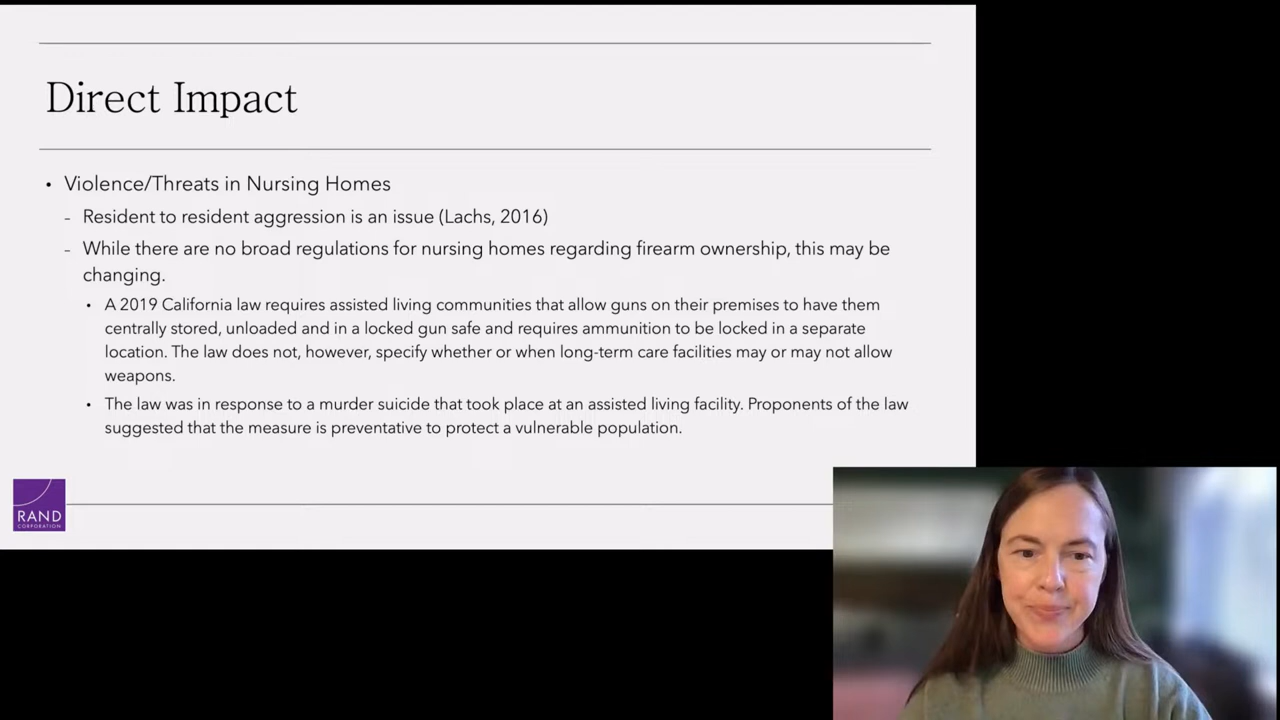 Direct Impact
• Violence/Threats in Nursing Homes
- Resident to resident aggression is an issue (Lachs, 2016)
- While there are no broad regulations for nursing homes regarding firearm ownership, this may be
changing.
• A 2019 California law requires assisted living communities that allow guns on their premises to have them
centrally stored, unloaded and in a locked gun safe and requires ammunition to be locked in a separate
location. The law does not, however, specify whether or when long-term care facilities may or may not allow
weapons.
• The law was in response to a murder suicide that took place at an assisted living facility. Proponents of the law
suggested that the measure is preventative to protect a vulnerable population.
RAND
CORPORATION